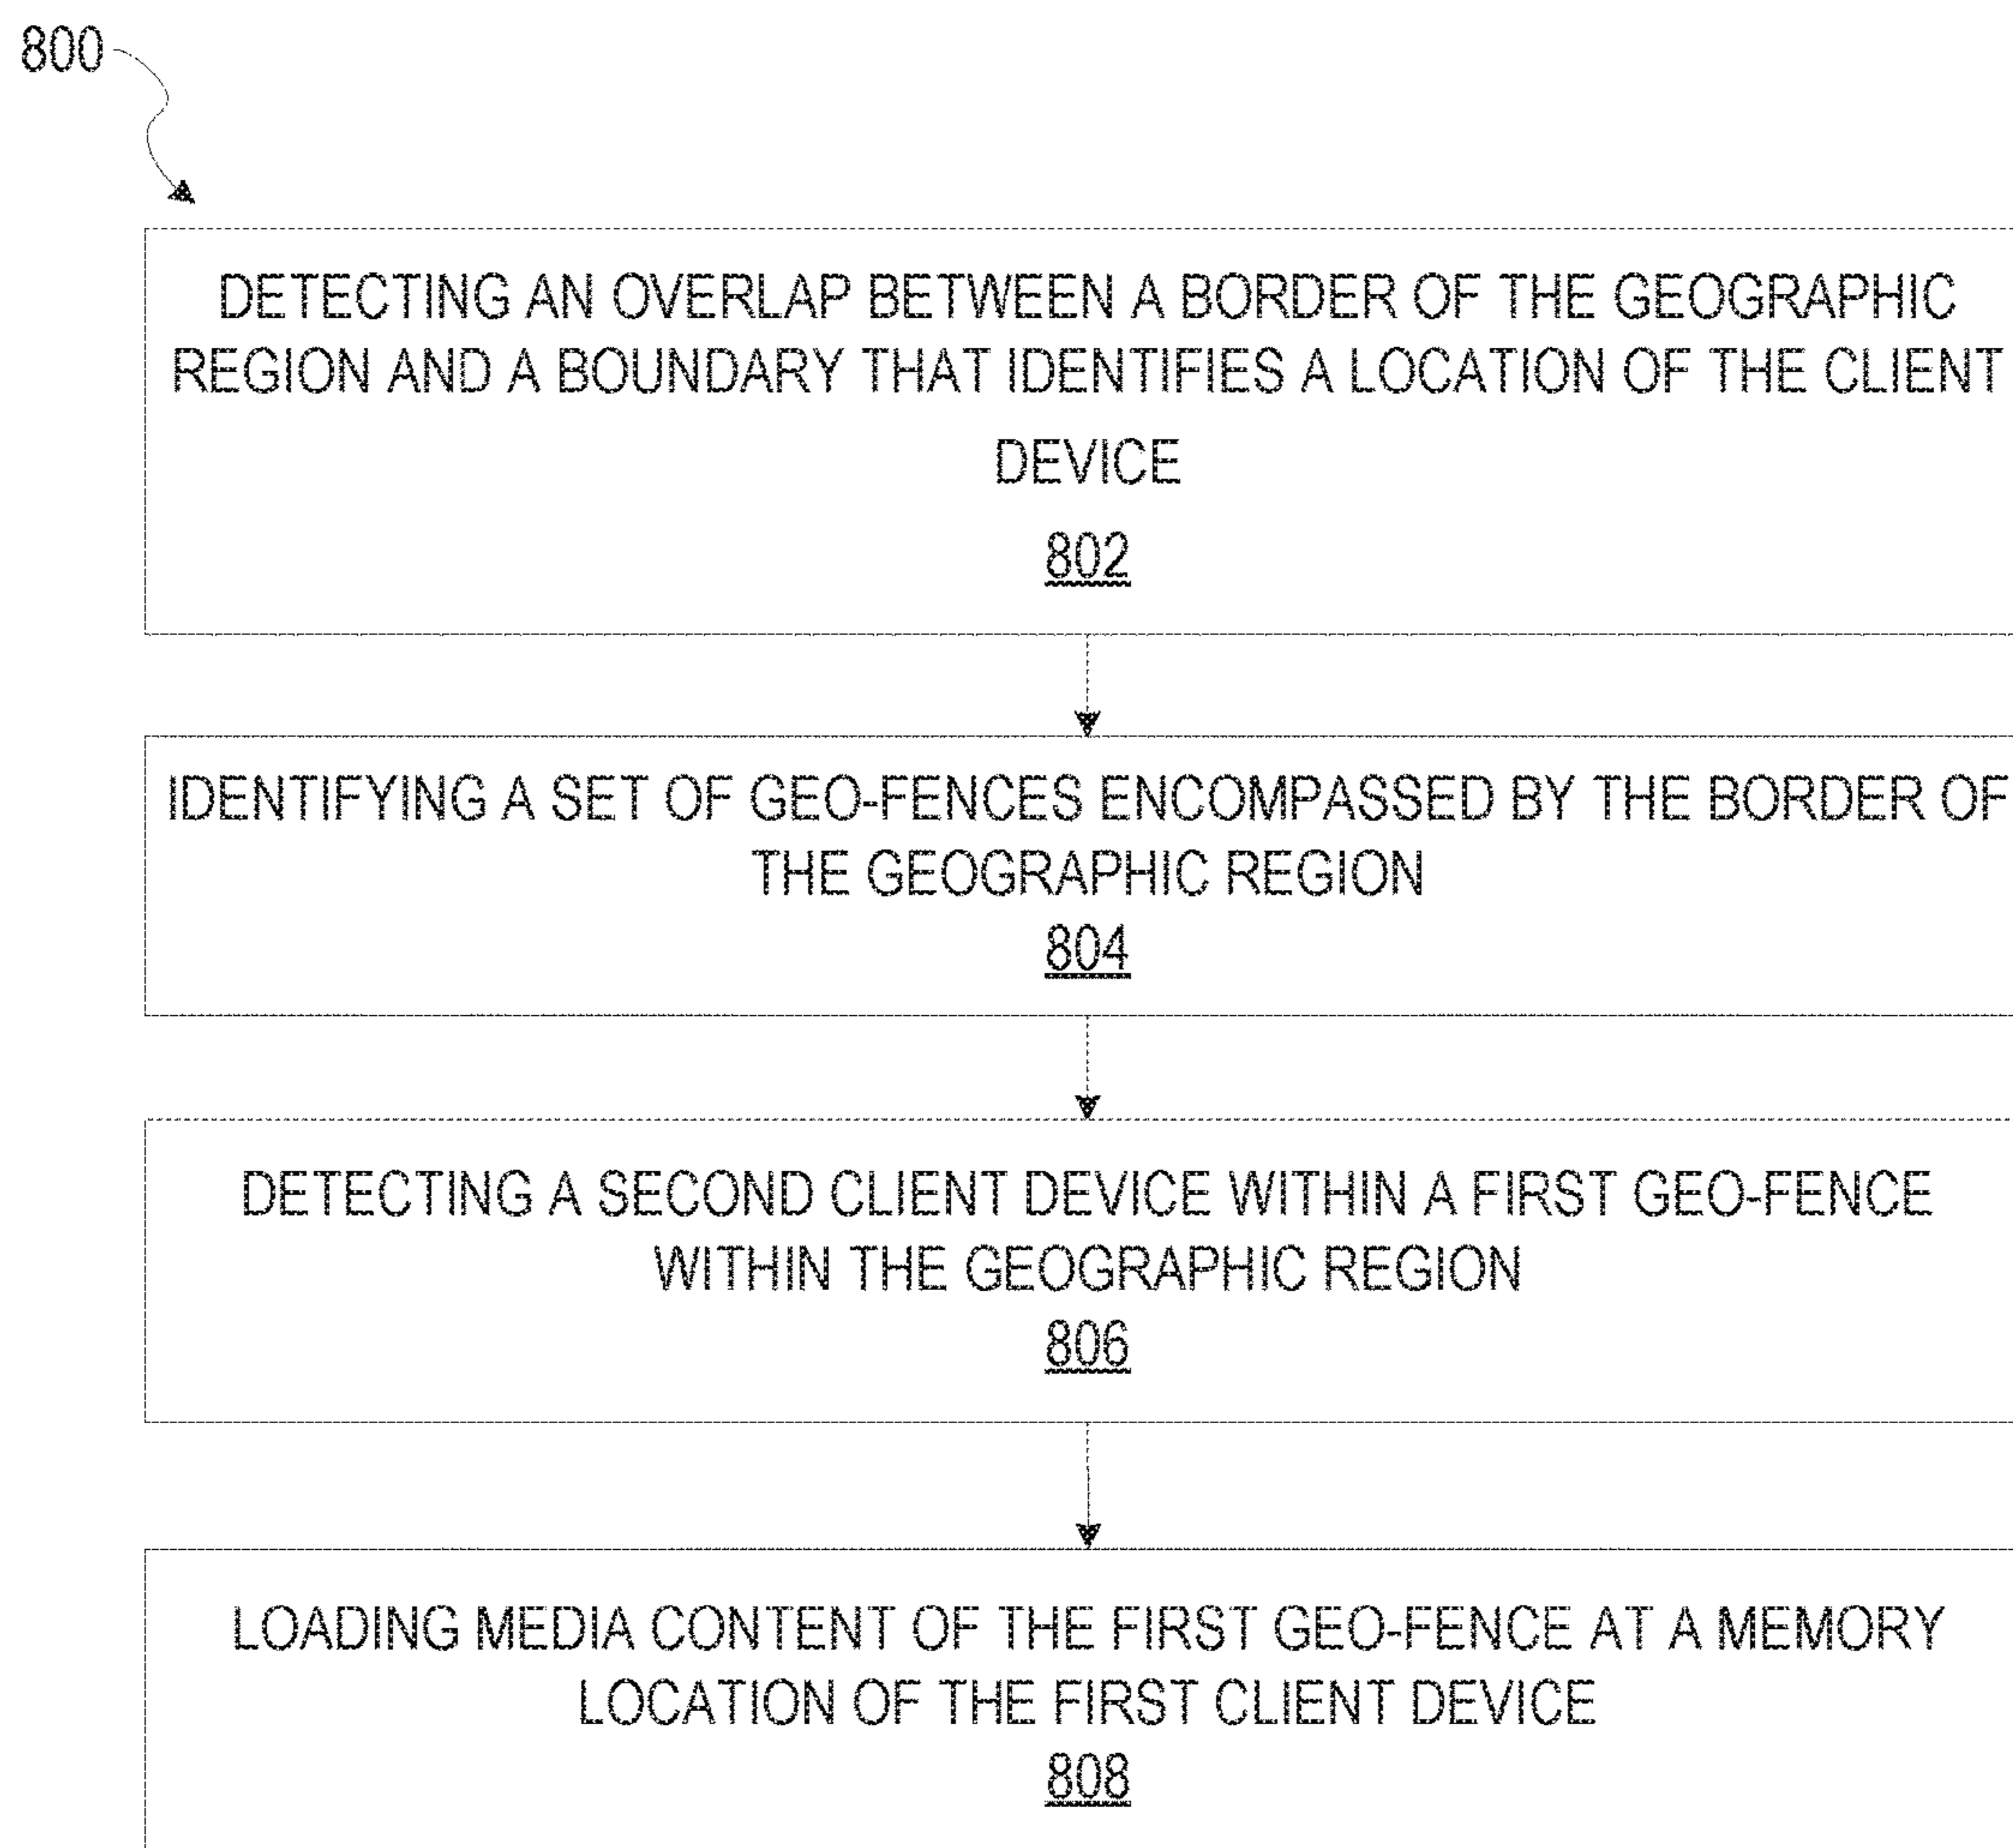 800
DETECTING AN OVERLAP BETWEEN A BORDER OF THE GEOGRAPHIC
REGION AND A BOUNDARY THAT IDENTIFIES A LOCATION OF THE CLIENT
DEVICE
802
IDENTIFYING A SET OF GEO-FENCES ENCOMPASSED BY THE BORDER OF
THE GEOGRAPHIC REGION
804
DETECTING A SECOND CLIENT DEVICE WITHIN A FIRST GEO-FENCE
WITHIN THE GEOGRAPHIC REGION
806
LOADING MEDIA CONTENT OF THE FIRST GEO-FENCE AT A MEMORY
LOCATION OF THE FIRST CLIENT DEVICE
808